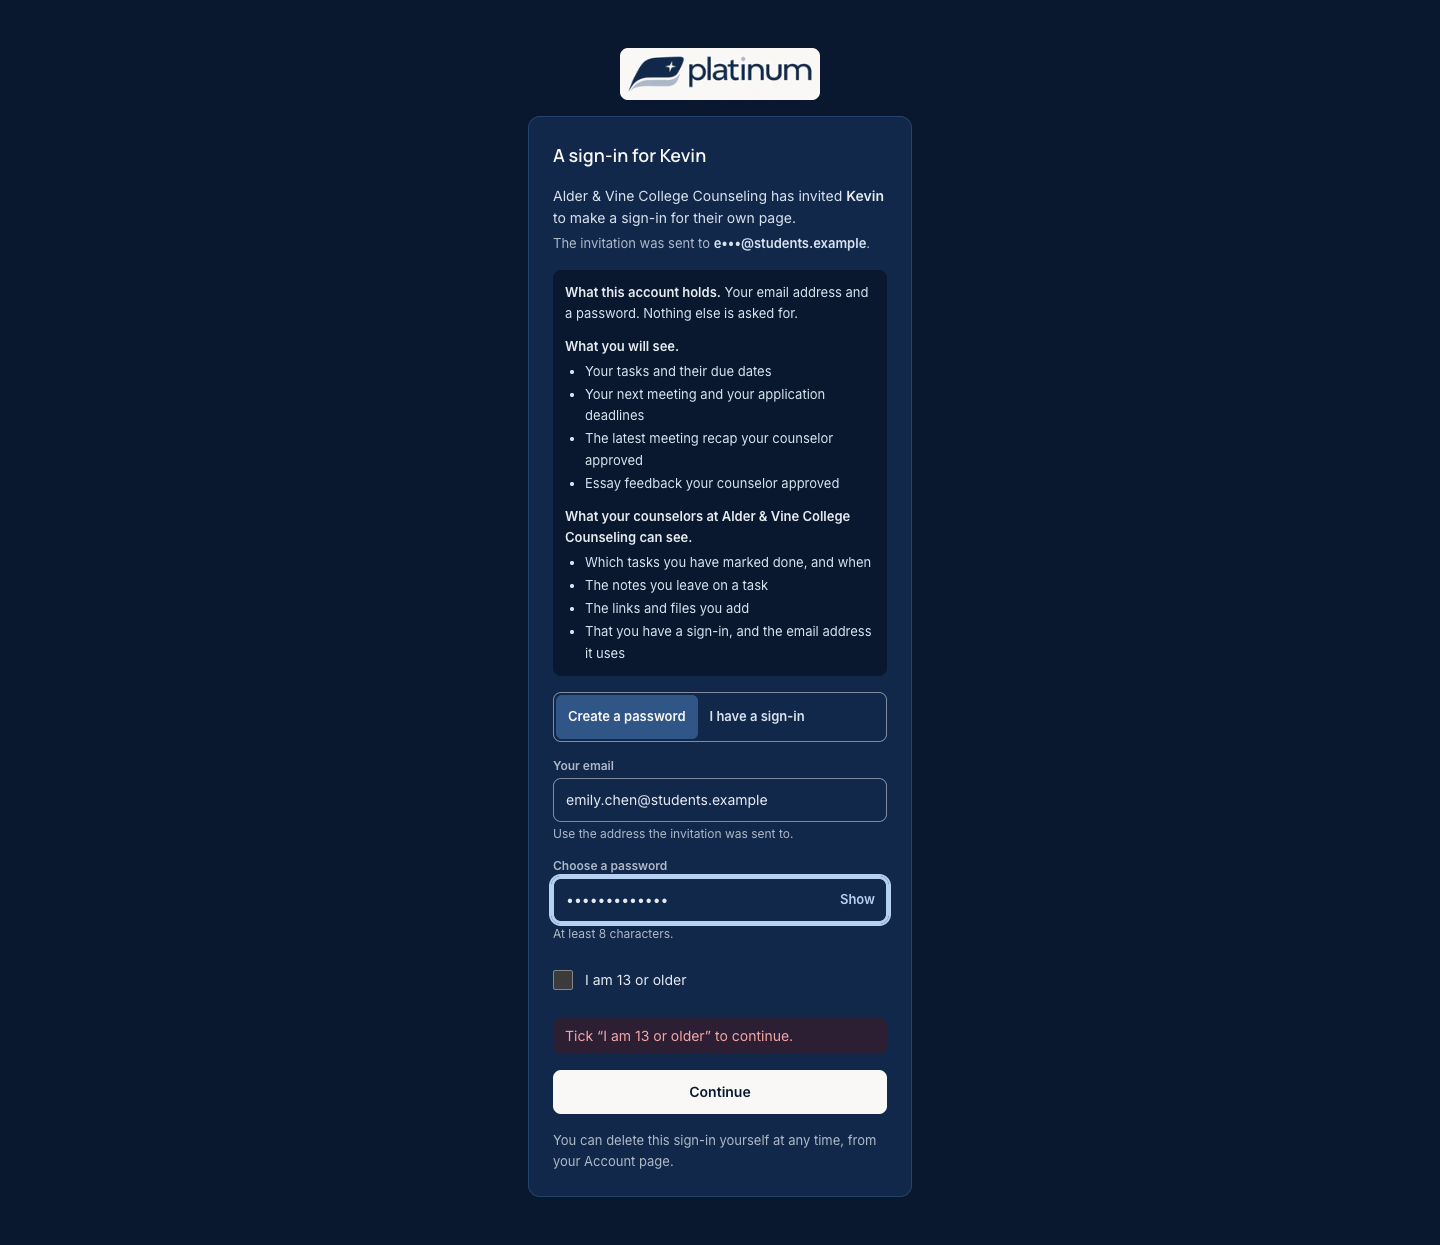 platinum
A sign-in for Kevin
Alder & Vine College Counseling has invited Kevin
to make a sign-in for their own page.
The invitation was sent to e•••@students.example.
What this account holds. Your email address and
a password. Nothing else is asked for.
What you will see.
• Your tasks and their due dates
• Your next meeting and your application
deadlines
• The latest meeting recap your counselor
approved
• Essay feedback your counselor approved
What your counselors at Alder & Vine College
Counseling can see.
• Which tasks you have marked done, and when
• The notes you leave on a task
• The links and files you add
• That you have a sign-in, and the email address
it uses
Create a password I have a sign-in
Your email
emily.chen@students.example
Use the address the invitation was sent to.
Choose a password
••••••••••••• Show
At least 8 characters.
I am 13 or older
Tick “I am 13 or older” to continue.
Continue
You can delete this sign-in yourself at any time, from
your Account page.